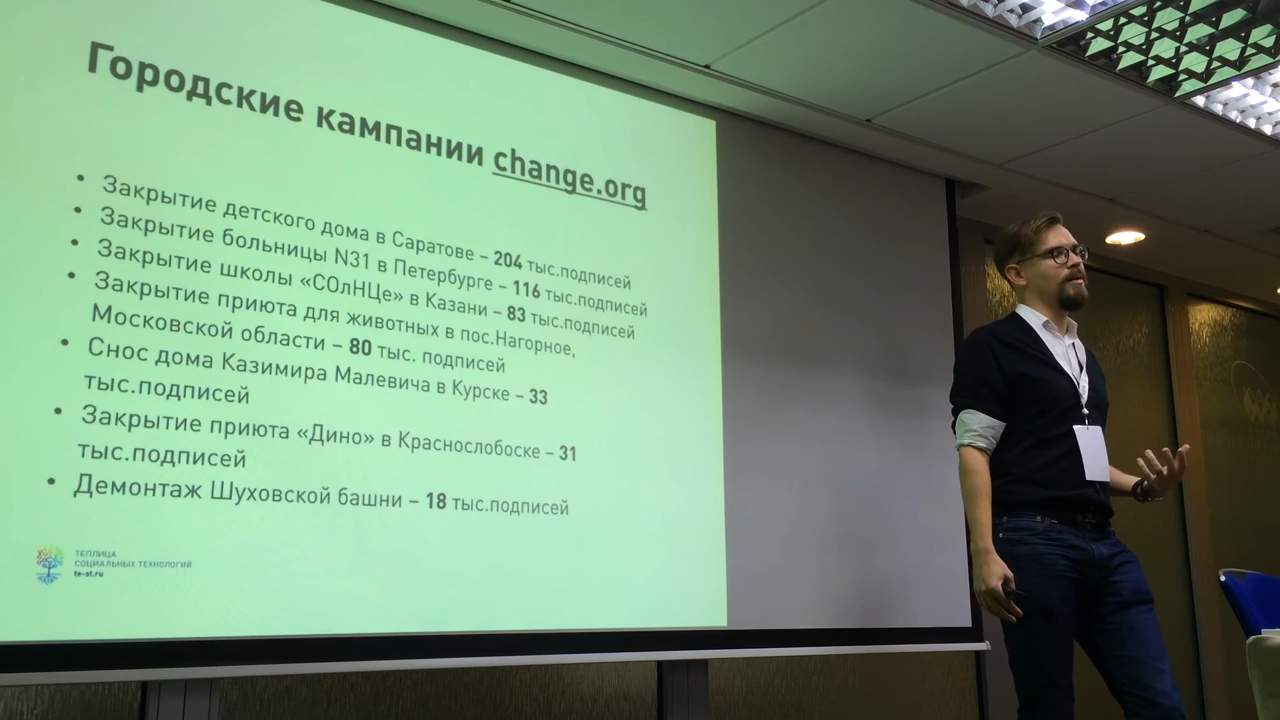 Городские кампании change.org
• Закрытие детского дома в Саратове – 204 тыс.подписей
• Закрытие больницы N31 в Петербурге – 116 тыс.подписей
• Закрытие школы «СОлНЦе» в Казани – 83 тыс.подписей
• Закрытие приюта для животных в пос.Нагорное,
Московской области – 80 тыс. подписей
• Снос дома Казимира Малевича в Курске – 33
тыс.подписей
• Закрытие приюта «Дино» в Краснослобоске – 31
тыс.подписей
• Демонтаж Шуховской башни – 18 тыс.подписей
ТЕПЛИЦА
СОЦИАЛЬНЫХ ТЕХНОЛОГИЙ
te-st.ru